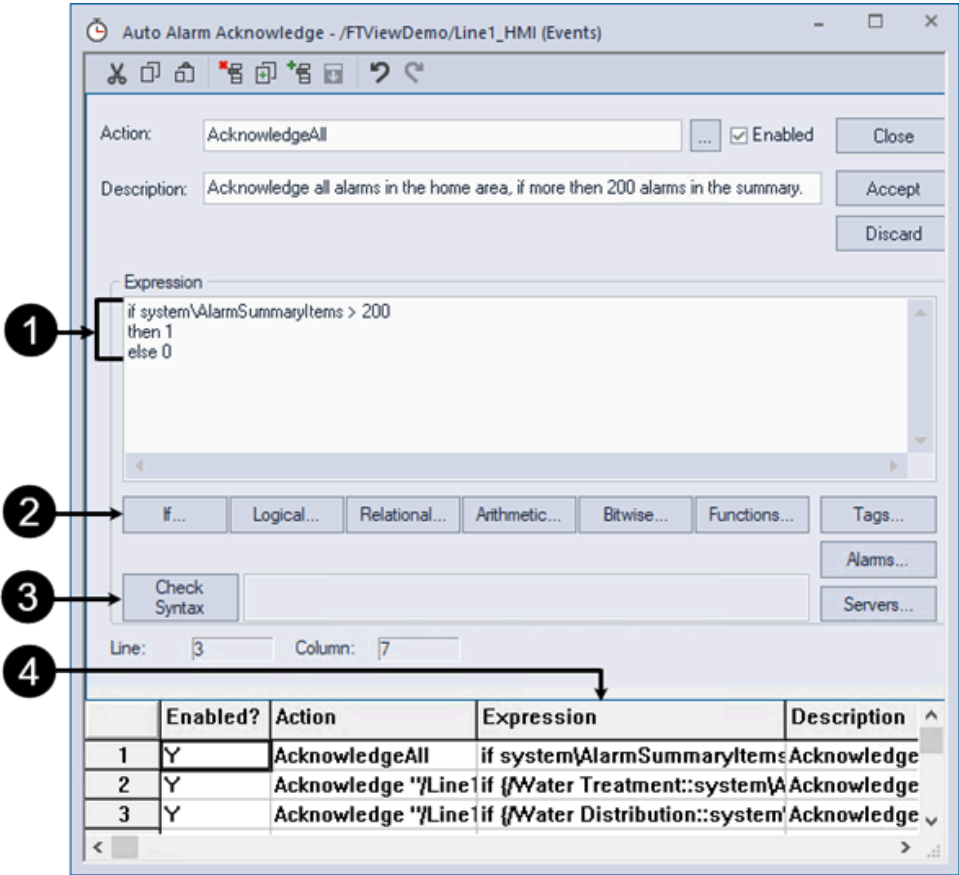 Auto Alarm Acknowledge - /FTViewDemo/Line1_HMI (Events)
Action: AcknowledgeAll ... Enabled Close
Description: Acknowledge all alarms in the home area, if more then 200 alarms in the summary. Accept
Discard
Expression
1 if system\AlarmSummaryItems > 200
then 1
else 0
2 If... Logical... Relational... Arithmetic... Bitwise... Functions... Tags...
Alarms...
3 Check Syntax Servers...
Line: 3 Column: 7
4
Enabled? Action Expression Description
1 Y AcknowledgeAll if system\AlarmSummaryItems Acknowledge
2 Y Acknowledge "/Line1 if {/Water Treatment::system\A Acknowledge
3 Y Acknowledge "/Line1 if {/Water Distribution::system Acknowledge